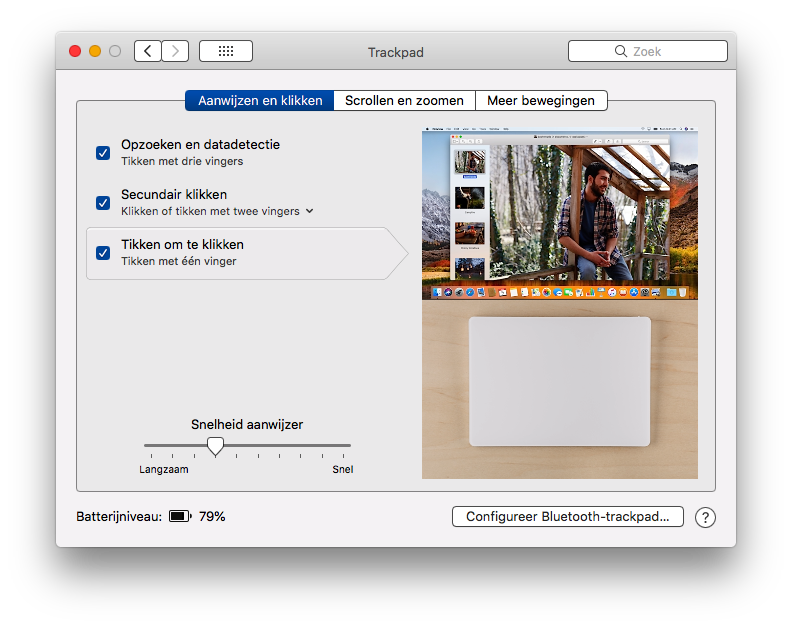 Trackpad
Zoek
Aanwijzen en klikken
Scrollen en zoomen
Meer bewegingen
Opzoeken en datadetectie
Tikken met drie vingers
Secundair klikken
Klikken of tikken met twee vingers
Tikken om te klikken
Tikken met één vinger
Snelheid aanwijzer
Langzaam
Snel
Batterijniveau:
79%
Configureer Bluetooth-trackpad...
?